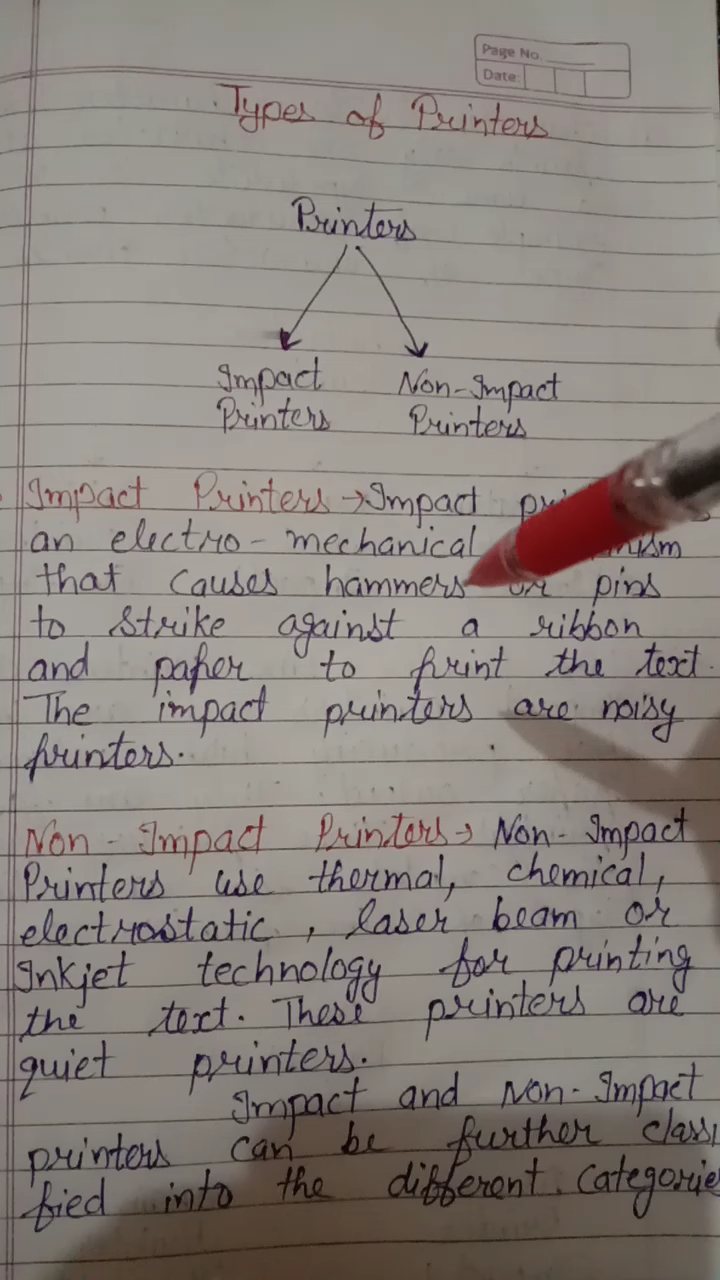 Page No.
Date:
Types of Printers
Printers
Impact Non-Impact
Printers Printers
Impact Printers → Impact
an electro-mechanical
that causes hammers or pins
to strike against a ribbon
and paper to print the text.
The impact printers are noisy
printers.
Non-Impact Printers → Non-Impact
Printers use thermal, chemical,
electrostatic, laser beam or
Inkjet technology for printing
the text. These printers are
quiet printers.
Impact and Non-Impact
printers can be further classi
fied into the different categorie